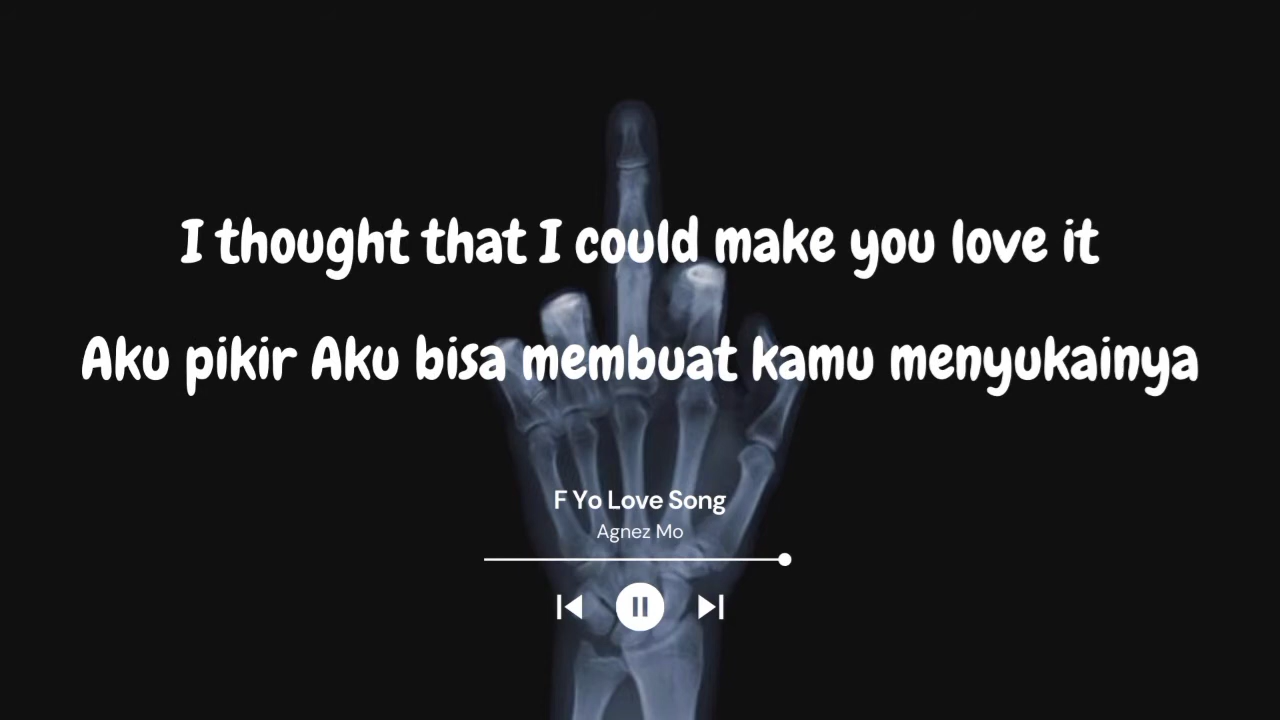 I thought that I could make you love it
Aku pikir Aku bisa membuat kamu menyukainya
F Yo Love Song
Agnez Mo